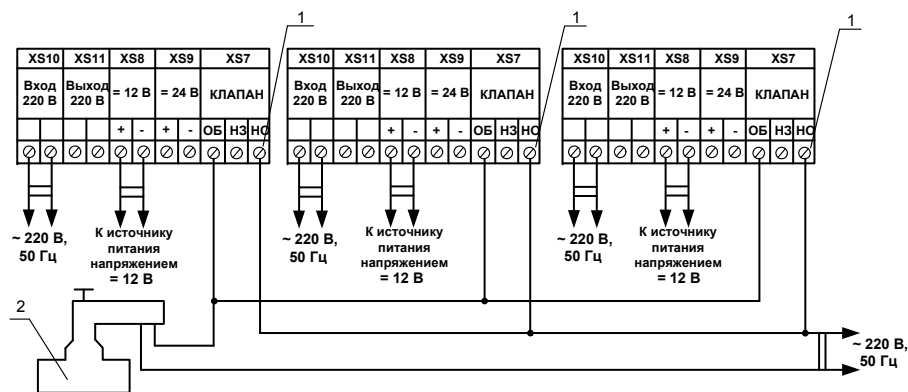 1
1
1
XS10 XS11 XS8 XS9 XS7
XS10 XS11 XS8 XS9 XS7
XS10 XS11 XS8 XS9 XS7
Вход 220 В Выход 220 В = 12 В = 24 В КЛАПАН
Вход 220 В Выход 220 В = 12 В = 24 В КЛАПАН
Вход 220 В Выход 220 В = 12 В = 24 В КЛАПАН
+ - + - ОБ НЗ НО
+ - + - ОБ НЗ НО
+ - + - ОБ НЗ НО
~ 220 В,
50 Гц
К источнику
питания
напряжением
= 12 В
~ 220 В,
50 Гц
К источнику
питания
напряжением
= 12 В
~ 220 В,
50 Гц
К источнику
питания
напряжением
= 12 В
2
~ 220 В,
50 Гц